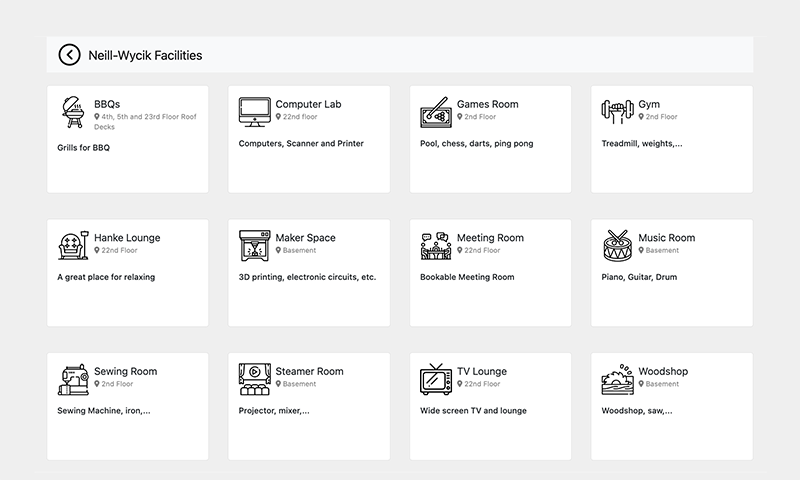 Neill-Wycik Facilities
BBQs
4th, 5th and 23rd Floor Roof
Decks
Grills for BBQ
Computer Lab
22nd floor
Computers, Scanner and Printer
Games Room
2nd Floor
Pool, chess, darts, ping pong
Gym
2nd Floor
Treadmill, weights,...
Hanke Lounge
22nd Floor
A great place for relaxing
Maker Space
Basement
3D printing, electronic circuits, etc.
Meeting Room
22nd Floor
Bookable Meeting Room
Music Room
Basement
Piano, Guitar, Drum
Sewing Room
2nd Floor
Sewing Machine, iron,...
Steamer Room
Basement
Projector, mixer,...
TV Lounge
22nd Floor
Wide screen TV and lounge
Woodshop
Basement
Woodshop, saw,...